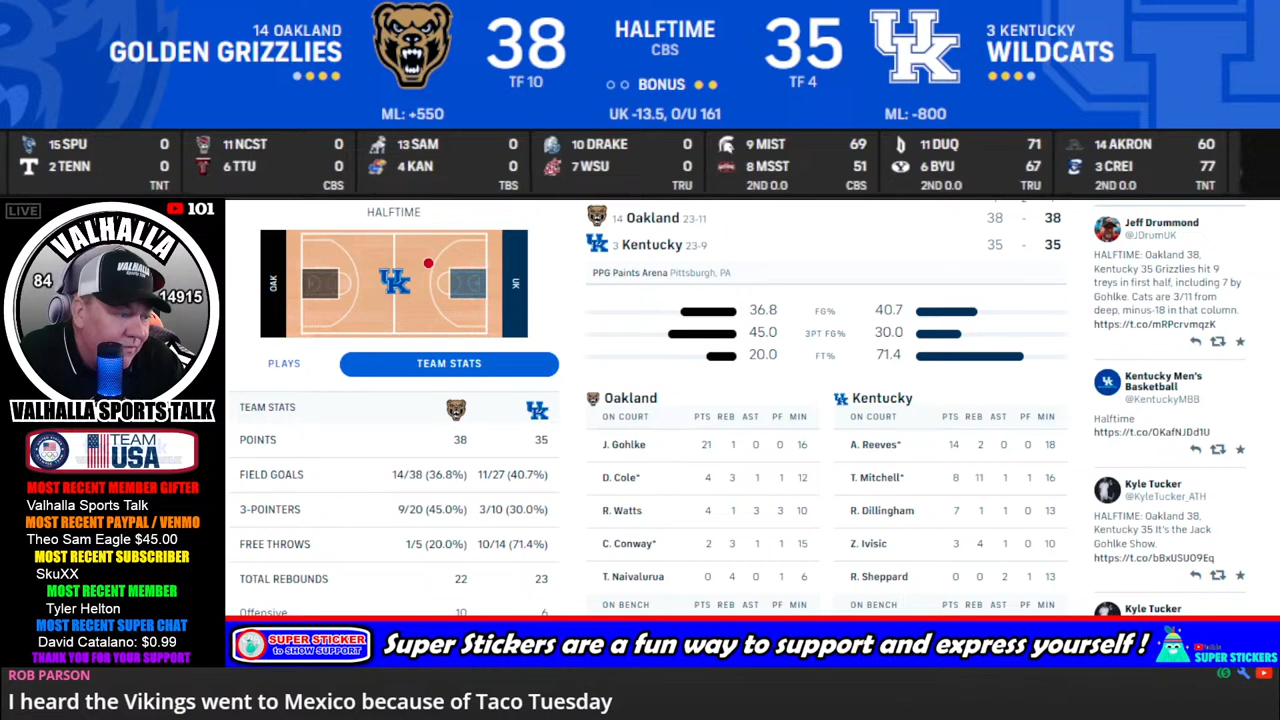 14 OAKLAND
GOLDEN GRIZZLIES
38
TF 10
ML: +550
HALFTIME
CBS
BONUS
UK -13.5, O/U 161
35
TF 4
ML: -800
UK
3 KENTUCKY
WILDCATS
15 SPU 0
2 TENN 0
TNT
11 NCST 0
6 TTU 0
CBS
13 SAM 0
4 KAN 0
TBS
10 DRAKE 0
7 WSU 0
TRU
9 MIST 69
8 MSST 51
2ND 0.0 CBS
11 DUQ 71
6 BYU 67
2ND 0.0 TRU
14 AKRON 60
3 CREI 77
2ND 0.0 TNT
LIVE
101
VALHALLA
84
14915
VALHALLA
VALHALLA SPORTS TALK
TEAM
USA
MOST RECENT MEMBER GIFTER
Valhalla Sports Talk
MOST RECENT PAYPAL / VENMO
Theo Sam Eagle $45.00
MOST RECENT SUBSCRIBER
SkuXX
MOST RECENT MEMBER
Tyler Helton
MOST RECENT SUPER CHAT
David Catalano: $0.99
THANK YOU FOR YOUR SUPPORT
HALFTIME
OAK
UK
UK
PLAYS
TEAM STATS
TEAM STATS
POINTS 38 35
FIELD GOALS 14/38 (36.8%) 11/27 (40.7%)
3-POINTERS 9/20 (45.0%) 3/10 (30.0%)
FREE THROWS 1/5 (20.0%) 10/14 (71.4%)
TOTAL REBOUNDS 22 23
Offensive 10 6
14 Oakland 23-11 38 - 38
3 Kentucky 23-9 35 - 35
PPG Paints Arena Pittsburgh, PA
36.8 FG% 40.7
45.0 3PT FG% 30.0
20.0 FT% 71.4
Oakland
ON COURT PTS REB AST PF MIN
J. Gohlke 21 1 0 0 16
D. Cole* 4 3 1 1 12
R. Watts 4 1 3 3 10
C. Conway* 2 3 1 1 15
T. Naivalurua 0 4 0 1 6
ON BENCH PTS REB AST PF MIN
Kentucky
ON COURT PTS REB AST PF MIN
A. Reeves* 14 2 0 0 18
T. Mitchell* 8 11 1 1 16
R. Dillingham 7 1 1 0 13
Z. Ivisic 3 4 1 0 10
R. Sheppard 0 0 2 1 13
ON BENCH PTS REB AST PF MIN
Jeff Drummond
@JDrumUK
HALFTIME: Oakland 38,
Kentucky 35 Grizzlies hit 9
treys in first half, including 7 by
Gohlke. Cats are 3/11 from
deep, minus-18 in that column.
https://t.co/mRPcrvmqzK
Kentucky Men's
Basketball
@KentuckyMBB
Halftime
https://t.co/OKafNJDd1U
Kyle Tucker
@KyleTucker_ATH
HALFTIME: Oakland 38,
Kentucky 35 It's the Jack
Gohlke Show.
https://t.co/bBxUSUO9Eq
Kyle Tucker
SUPER STICKER
to SHOW SUPPORT
Super Stickers are a fun way to support and express yourself !
SUPER STICKERS
ROB PARSON
I heard the Vikings went to Mexico because of Taco Tuesday